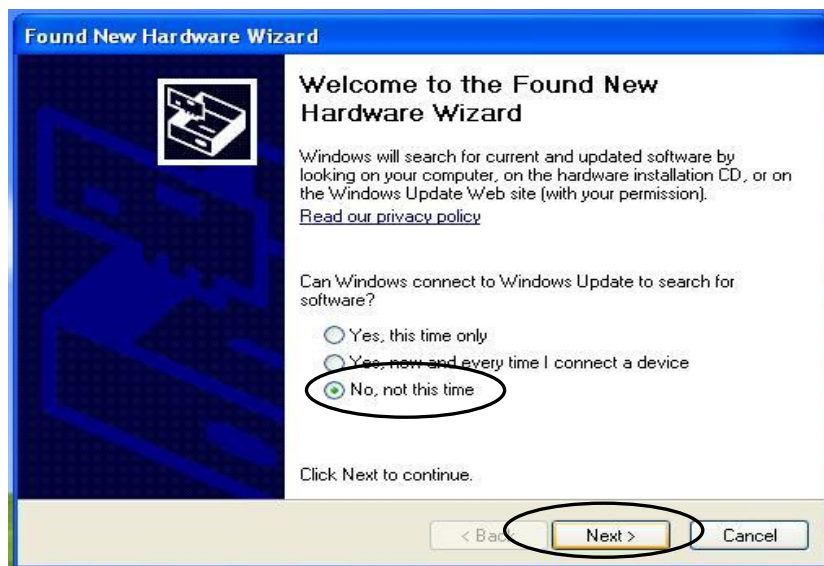 Found New Hardware Wizard
Welcome to the Found New
Hardware Wizard
Windows will search for current and updated software by
looking on your computer, on the hardware installation CD, or on
the Windows Update Web site (with your permission).
Read our privacy policy
Can Windows connect to Windows Update to search for
software?
Yes, this time only
Yes, now and every time I connect a device
No, not this time
Click Next to continue.
< Back Next > Cancel